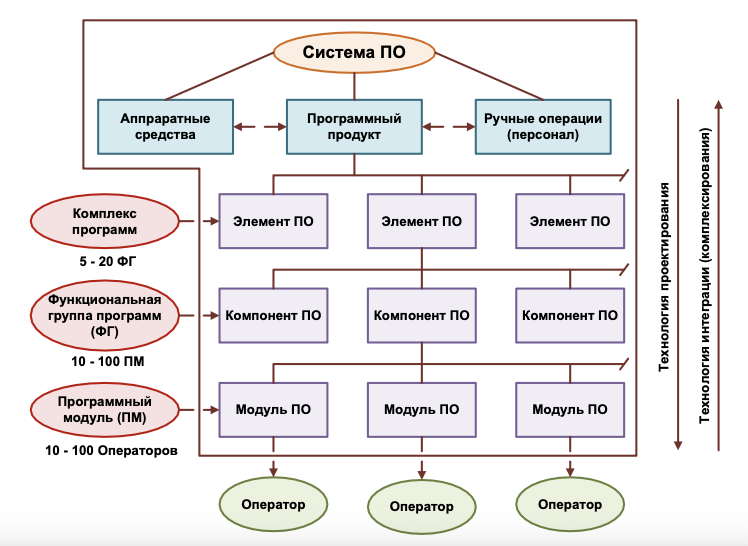 Система ПО
Аппаратные
средства
Программный
продукт
Ручные операции
(персонал)
Комплекс
программ
Элемент ПО
Элемент ПО
Элемент ПО
5 - 20 ФГ
Функциональная
группа программ
(ФГ)
Компонент ПО
Компонент ПО
Компонент ПО
10 - 100 ПМ
Программный
модуль (ПМ)
Модуль ПО
Модуль ПО
Модуль ПО
10 - 100 Операторов
Оператор
Оператор
Оператор
Технология проектирования
Технология интеграции (комплексирования)